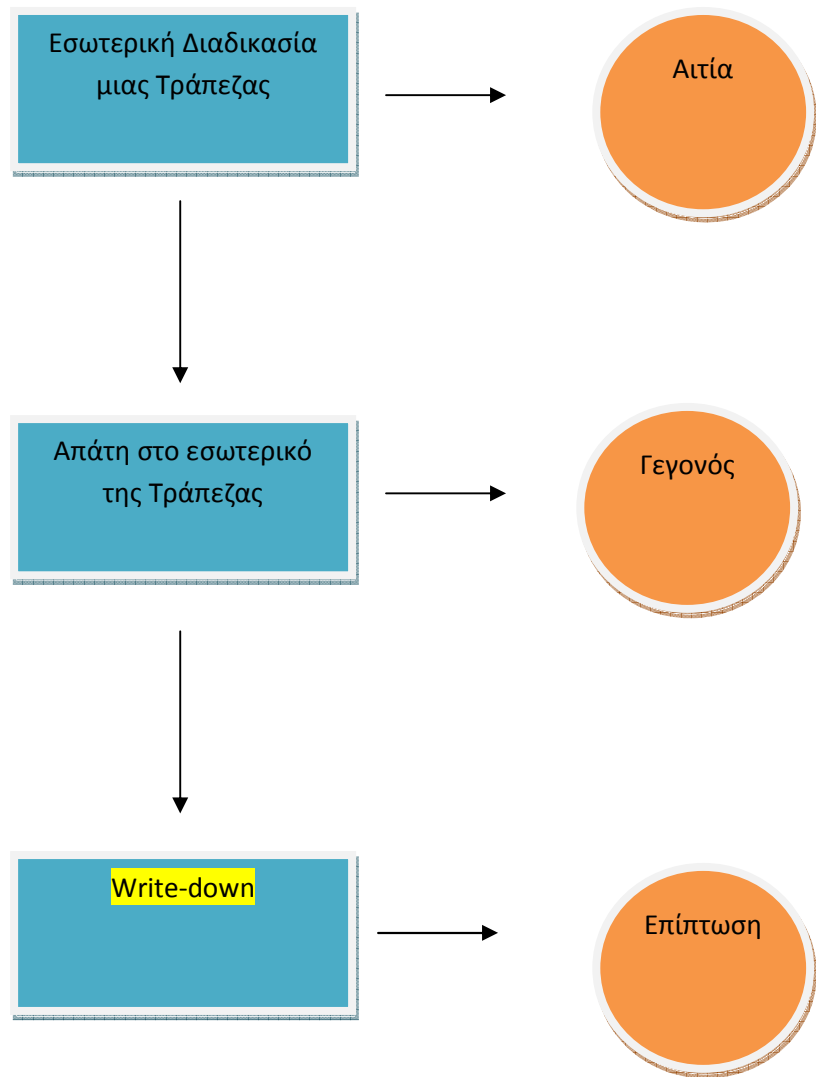 Εσωτερική Διαδικασία
μιας Τράπεζας
Αιτία
Απάτη στο εσωτερικό
της Τράπεζας
Γεγονός
Write-down
Επίπτωση